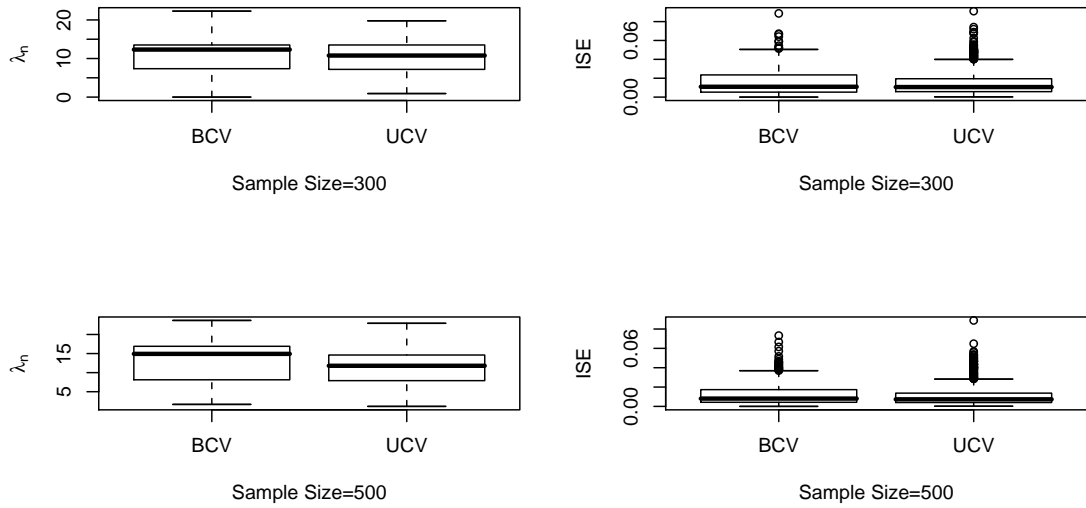 λn
20
10
0
BCV
UCV
Sample Size=300
ISE
0.06
0.00
BCV
UCV
Sample Size=300
λn
15
5
BCV
UCV
Sample Size=500
ISE
0.06
0.00
BCV
UCV
Sample Size=500